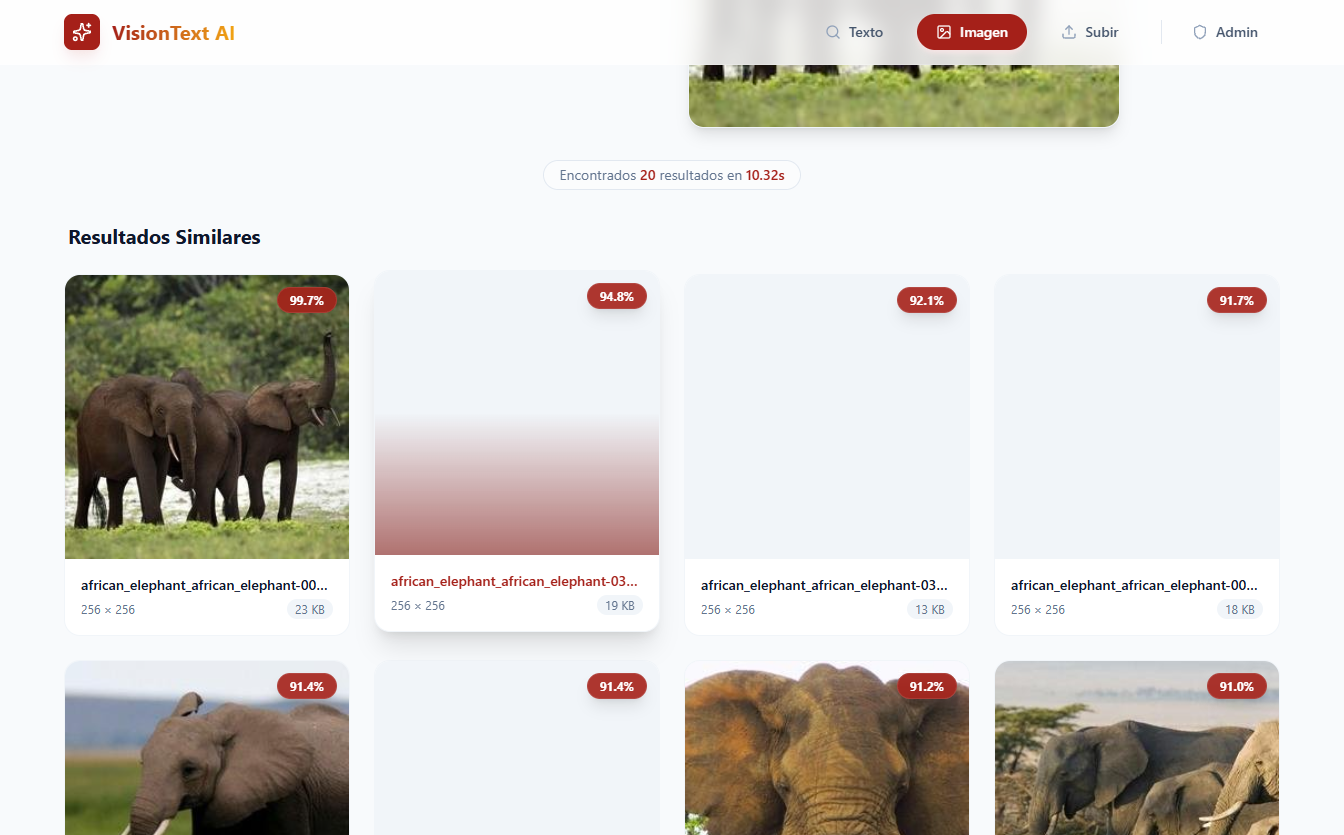 VisionText AI
Texto
Imagen
Subir
Admin
Encontrados 20 resultados en 10.32s
Resultados Similares
99.7%
94.8%
92.1%
91.7%
african_elephant_african_elephant-00...
african_elephant_african_elephant-03...
african_elephant_african_elephant-03...
african_elephant_african_elephant-00...
256 × 256
23 KB
256 × 256
19 KB
256 × 256
13 KB
256 × 256
18 KB
91.4%
91.4%
91.2%
91.0%